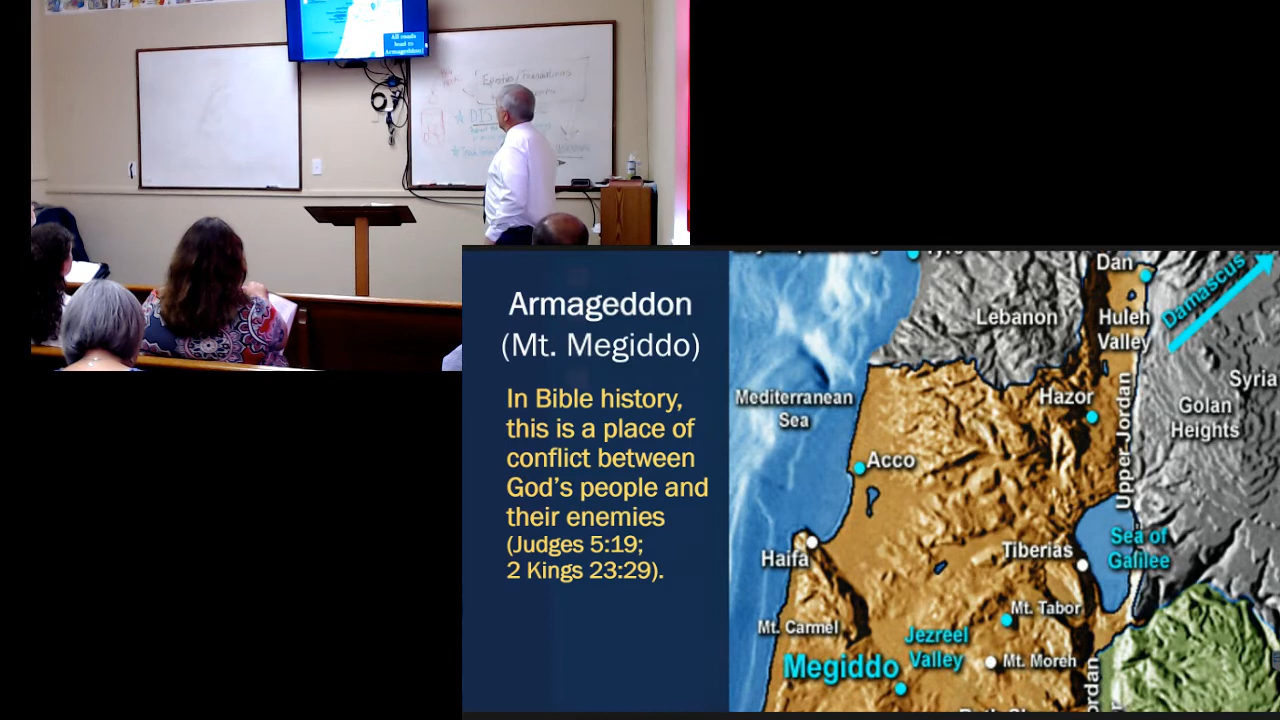 All roads
lead to
Armageddon!
Armageddon
(Mt. Megiddo)
In Bible history,
this is a place of
conflict between
God's people and
their enemies
(Judges 5:19;
2 Kings 23:29).
Dan
Damascus
Lebanon
Huleh
Valley
Syria
Mediterranean
Sea
Hazor
Golan
Heights
Upper Jordan
Acco
Haifa
Tiberias
Sea of
Galilee
Mt. Tabor
Mt. Carmel
Jezreel
Valley
Megiddo
Mt. Moreh